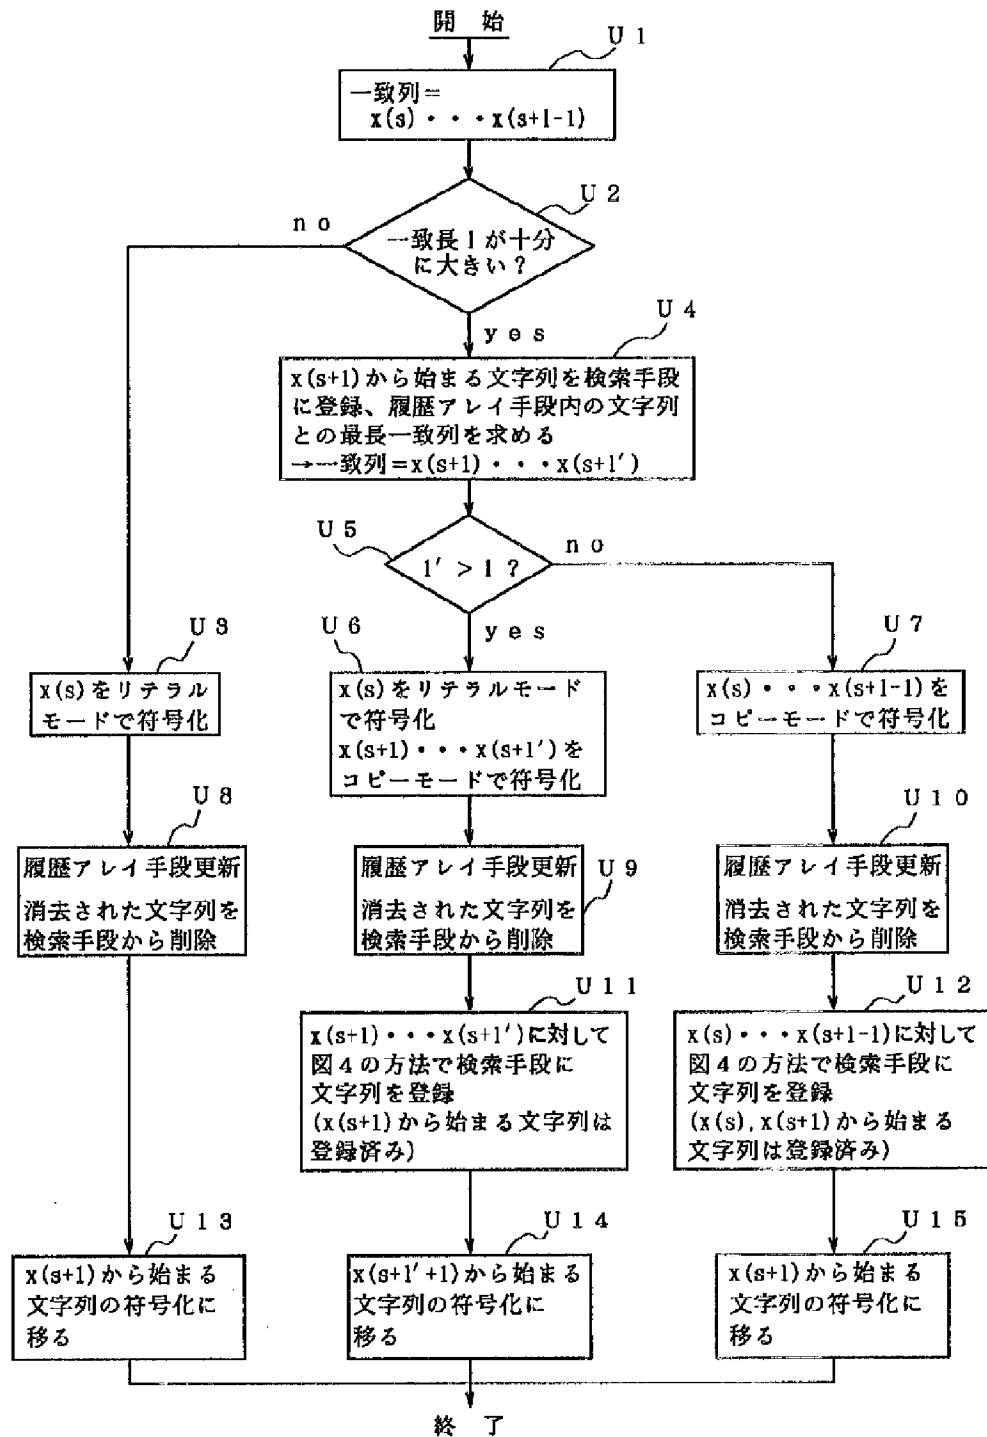 開 始
U 1
一致列=
x(s)・・・x(s+l-1)
U 2
no
一致長 l が十分
に大きい?
yes
U 4
x(s+1)から始まる文字列を検索手段
に登録、履歴アレイ手段内の文字列
との最長一致列を求める
→一致列=x(s+1)・・・x(s+l')
U 5
no
l' > l ?
yes
U 3
x(s)をリテラル
モードで符号化
U 6
x(s)をリテラルモード
で符号化
x(s+1)・・・x(s+l')を
コピーモードで符号化
U 7
x(s)・・・x(s+l-1)を
コピーモードで符号化
U 8
履歴アレイ手段更新
消去された文字列を
検索手段から削除
U 9
履歴アレイ手段更新
消去された文字列を
検索手段から削除
U 10
履歴アレイ手段更新
消去された文字列を
検索手段から削除
U 11
x(s+1)・・・x(s+l')に対して
図4の方法で検索手段に
文字列を登録
(x(s+1)から始まる文字列は
登録済み)
U 12
x(s)・・・x(s+l-1)に対して
図4の方法で検索手段に
文字列を登録
(x(s),x(s+1)から始まる
文字列は登録済み)
U 13
x(s+1)から始まる
文字列の符号化に
移る
U 14
x(s+l'+1)から始まる
文字列の符号化に
移る
U 15
x(s+l)から始まる
文字列の符号化に
移る
終 了